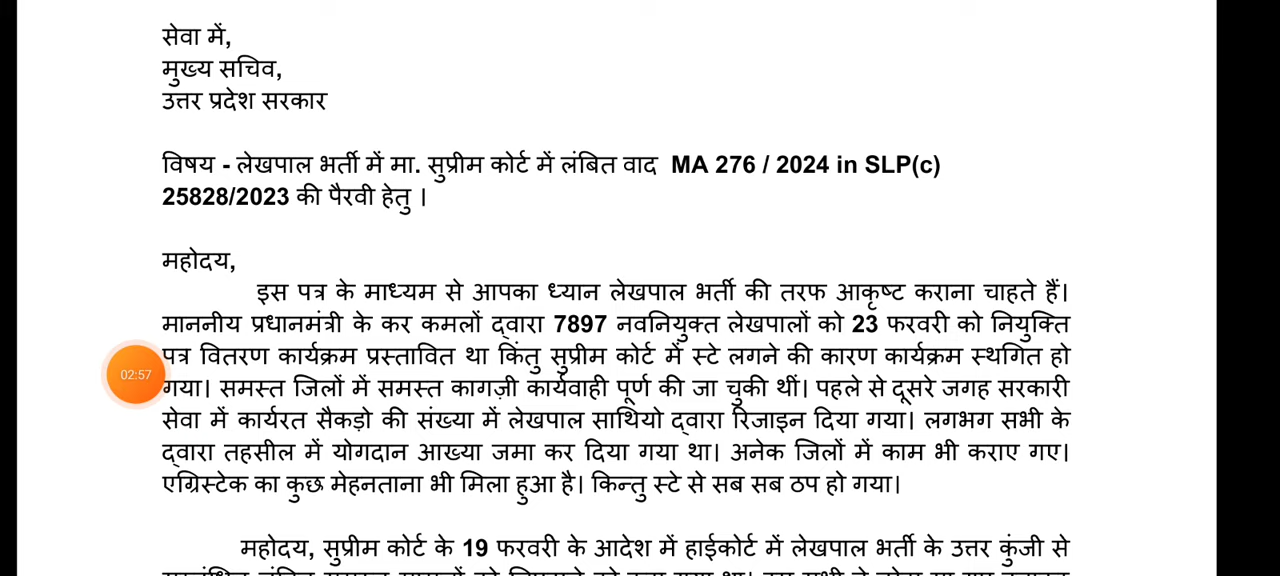 सेवा में,
मुख्य सचिव,
उत्तर प्रदेश सरकार
विषय - लेखपाल भर्ती में मा. सुप्रीम कोर्ट में लंबित वाद MA 276 / 2024 in SLP(c)
25828/2023 की पैरवी हेतु ।
महोदय,
इस पत्र के माध्यम से आपका ध्यान लेखपाल भर्ती की तरफ आकृष्ट कराना चाहते हैं।
माननीय प्रधानमंत्री के कर कमलों द्वारा 7897 नवनियुक्त लेखपालों को 23 फरवरी को नियुक्ति
पत्र वितरण कार्यक्रम प्रस्तावित था किंतु सुप्रीम कोर्ट में स्टे लगने की कारण कार्यक्रम स्थगित हो
02:57
गया। समस्त जिलों में समस्त कागज़ी कार्यवाही पूर्ण की जा चुकी थीं। पहले से दूसरे जगह सरकारी
सेवा में कार्यरत सैकड़ो की संख्या में लेखपाल साथियो द्वारा रिजाइन दिया गया। लगभग सभी के
द्वारा तहसील में योगदान आख्या जमा कर दिया गया था। अनेक जिलों में काम भी कराए गए।
एग्रिस्टेक का कुछ मेहनताना भी मिला हुआ है। किन्तु स्टे से सब सब ठप हो गया।
महोदय, सुप्रीम कोर्ट के 19 फरवरी के आदेश में हाईकोर्ट में लेखपाल भर्ती के उत्तर कुंजी से